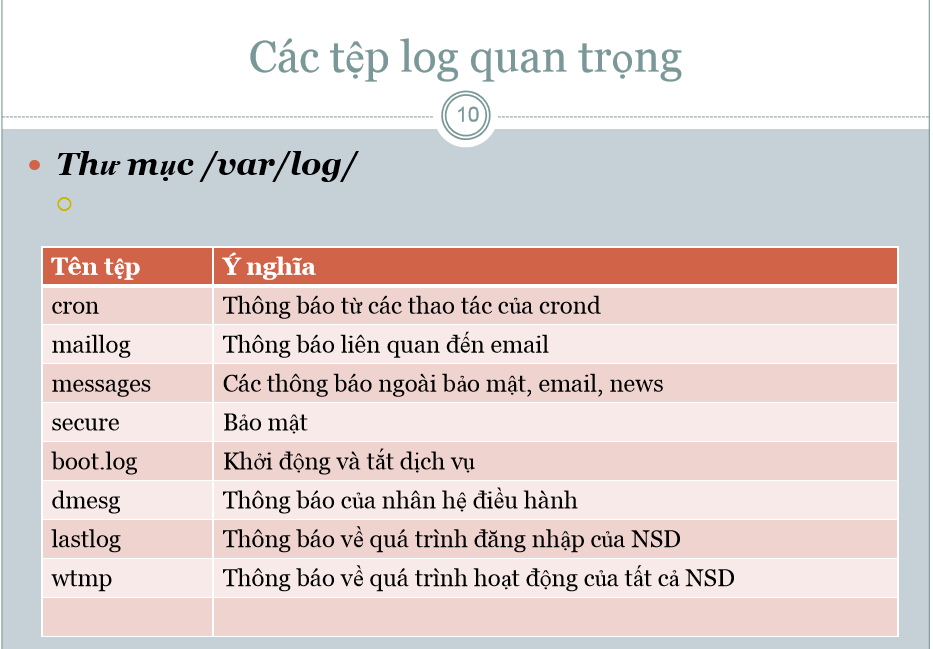 Các tệp log quan trọng
10
Thư mục /var/log/
Tên tệp Ý nghĩa
cron Thông báo từ các thao tác của crond
maillog Thông báo liên quan đến email
messages Các thông báo ngoài bảo mật, email, news
secure Bảo mật
boot.log Khởi động và tắt dịch vụ
dmesg Thông báo của nhân hệ điều hành
lastlog Thông báo về quá trình đăng nhập của NSD
wtmp Thông báo về quá trình hoạt động của tất cả NSD